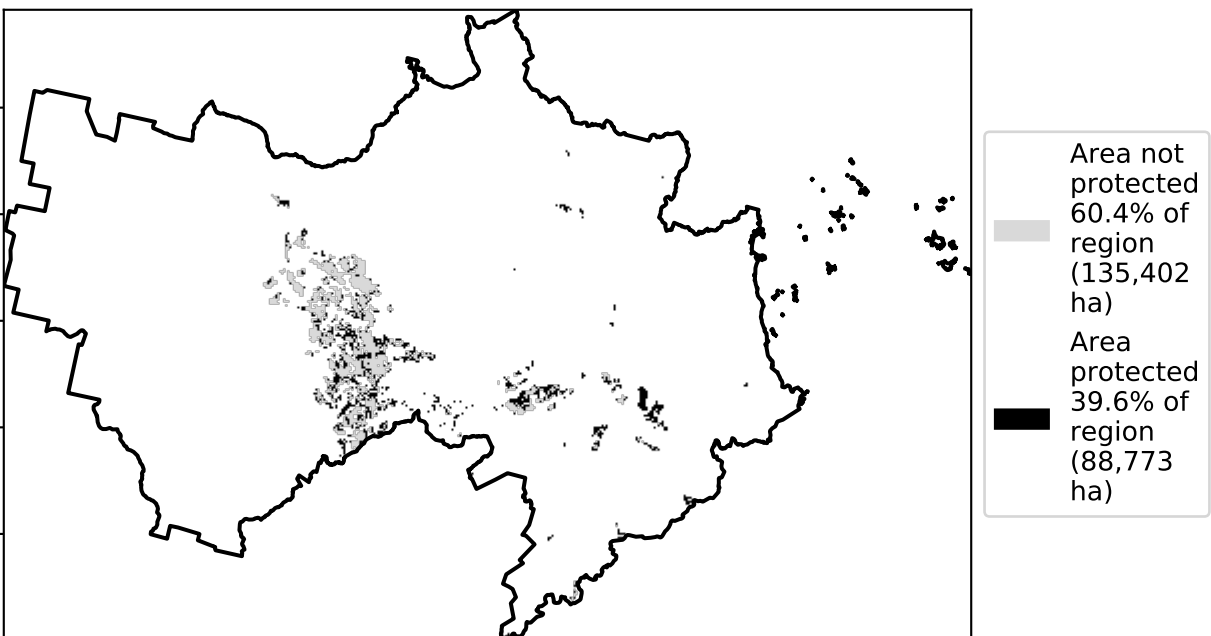 Area not
protected
60.4% of
region
(135,402
ha)
Area
protected
39.6% of
region
(88,773
ha)